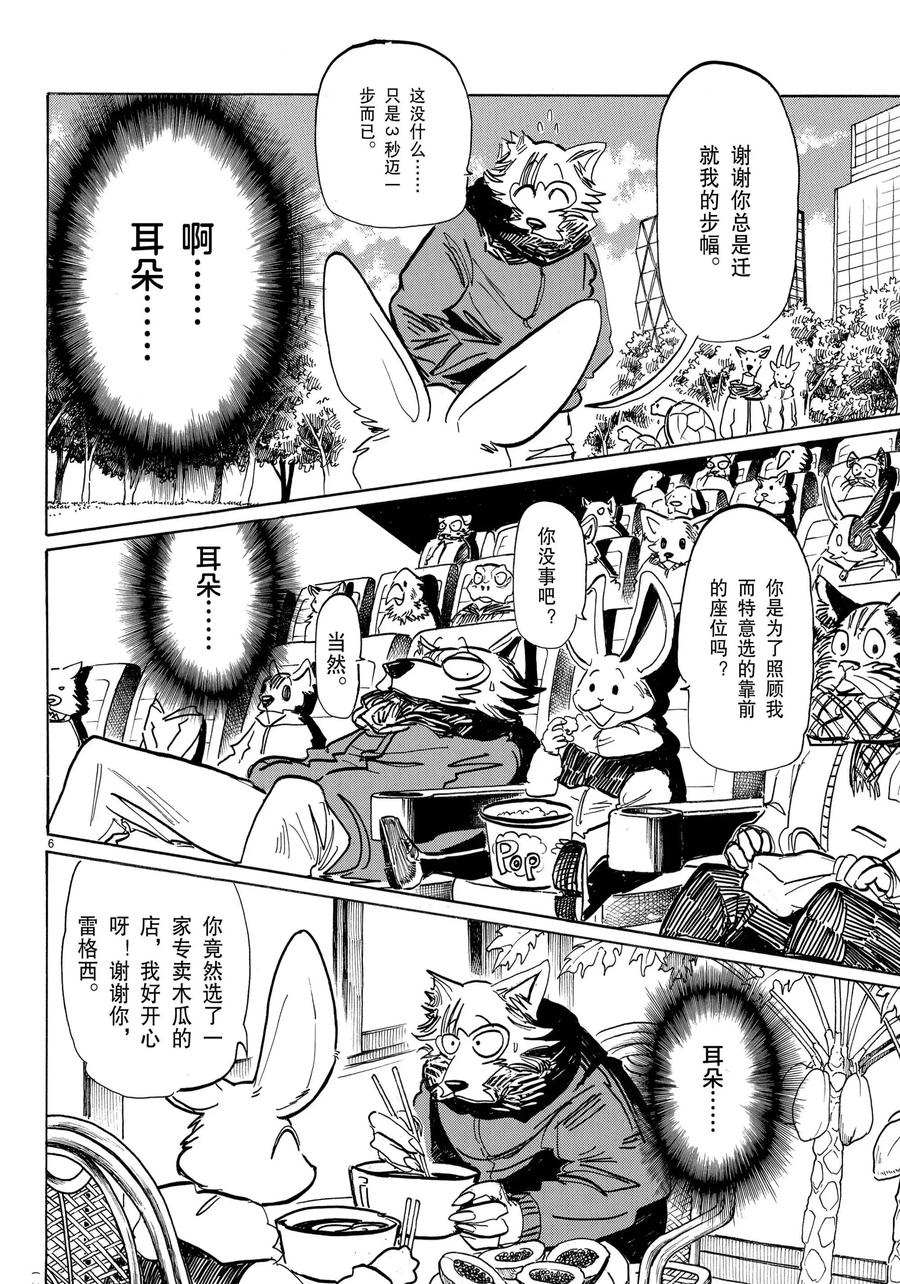 谢谢你总是迁
就我的步幅。
这没什么……
只是3秒迈一
步而已。
啊……
耳朵……
你是为了照顾我
而特意选的靠前
的座位吗?
你没事吧?
当然。
耳朵……
Pop
6
耳朵……
你竟然选了一
家专卖木瓜的
店,我好开心
呀!谢谢你,
雷格西。